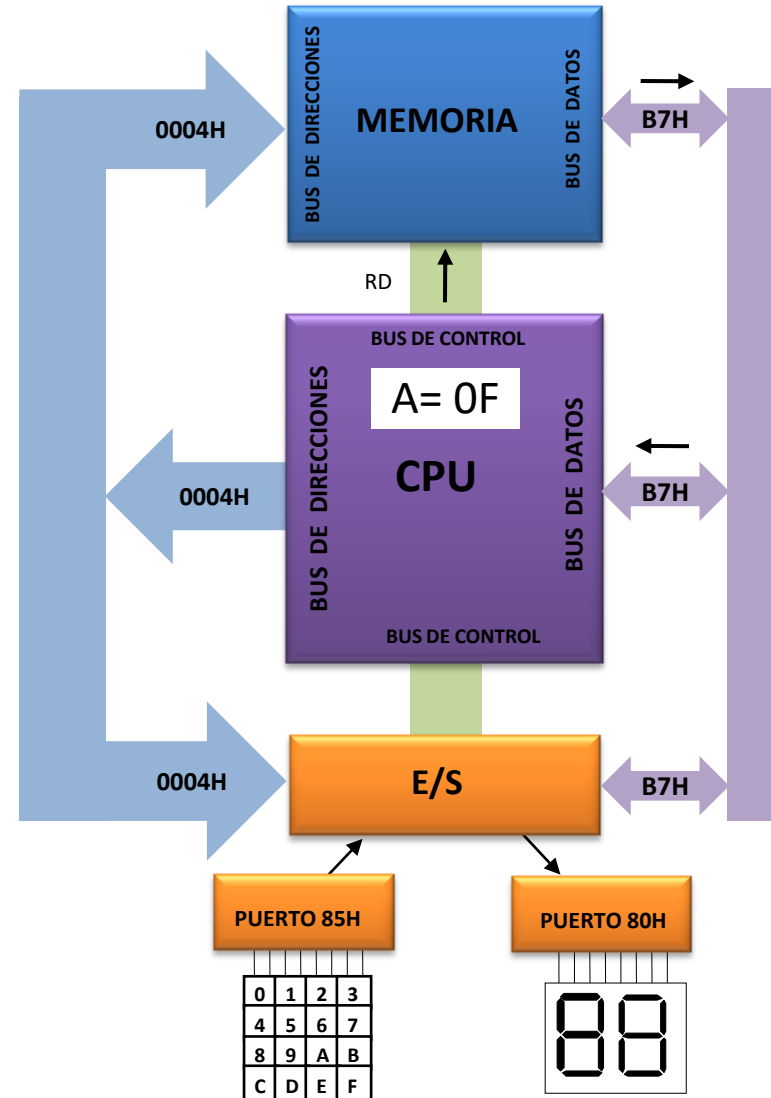 BUS DE DIRECCIONES
MEMORIA
BUS DE DATOS
0004H
B7H
RD
BUS DE CONTROL
A= 0F
CPU
BUS DE DIRECCIONES
BUS DE DATOS
0004H
B7H
BUS DE CONTROL
0004H
E/S
B7H
PUERTO 85H
PUERTO 80H
0 1 2 3
4 5 6 7
8 9 A B
C D E F
88